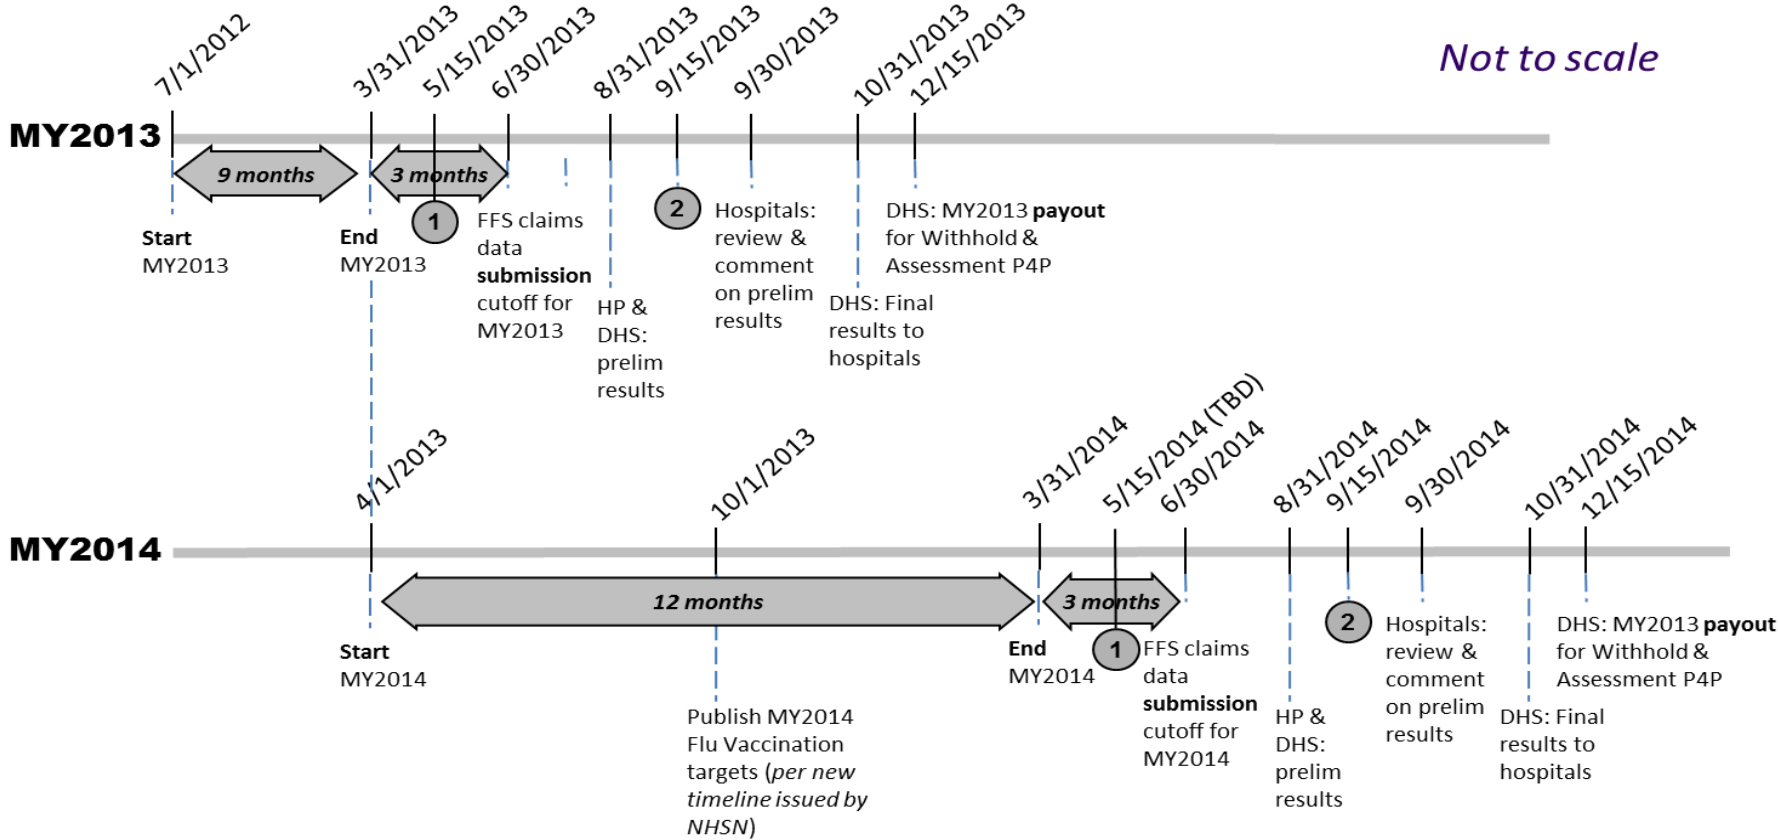 7/1/2012
3/31/2013
5/15/2013
6/30/2013
8/31/2013
9/15/2013
9/30/2013
10/31/2013
12/15/2013
Not to scale
MY2013
9 months
3 months
1
2
Start
MY2013
End
MY2013
FFS claims
data
submission
cutoff for
MY2013
HP &
DHS:
prelim
results
Hospitals:
review &
comment
on prelim
results
DHS: Final
results to
hospitals
DHS: MY2013 payout
for Withhold &
Assessment P4P
4/1/2013
10/1/2013
3/31/2014
5/15/2014 (TBD)
6/30/2014
8/31/2014
9/15/2014
9/30/2014
10/31/2014
12/15/2014
MY2014
12 months
3 months
1
2
Start
MY2014
Publish MY2014
Flu Vaccination
targets (per new
timeline issued by
NHSN)
End
MY2014
FFS claims
data
submission
cutoff for
MY2014
HP &
DHS:
prelim
results
Hospitals:
review &
comment
on prelim
results
DHS: Final
results to
hospitals
DHS: MY2013 payout
for Withhold &
Assessment P4P